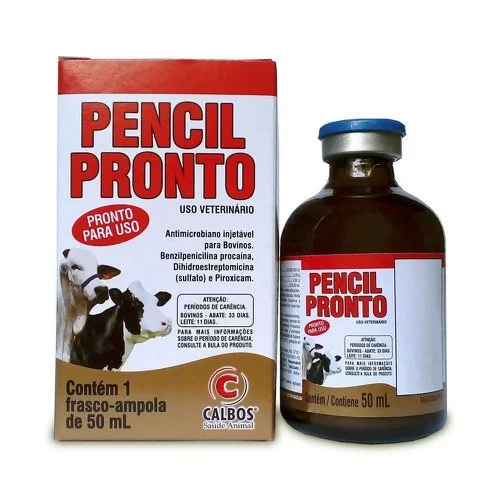 PENCIL
PRONTO
USO VETERINÁRIO
PRONTO
PARA USO
Antimicrobiano injetável
para Bovinos.
Benzilpenicilina procaína,
Dihidroestreptomicina
(sulfato) e Piroxicam.
ATENÇÃO:
PERÍODOS DE CARÊNCIA.
BOVINOS - ABATE: 33 DIAS.
LEITE: 11 DIAS.
PARA MAIS INFORMAÇÕES
SOBRE O PERÍODO DE CARÊNCIA,
CONSULTE A BULA DO PRODUTO.
Contém 1
frasco-ampola
de 50 mL
C
CALBOS
Saúde Animal
PENCIL
PRONTO
USO VETERINÁRIO
PRONTO
PARA USO
ATENÇÃO:
PERÍODOS DE CARÊNCIA.
BOVINOS - ABATE: 33 DIAS.
LEITE: 11 DIAS.
PARA MAIS INFORMAÇÕES
SOBRE O PERÍODO DE CARÊNCIA,
CONSULTE A BULA DO PRODUTO.
Contém/Contiene 50 mL